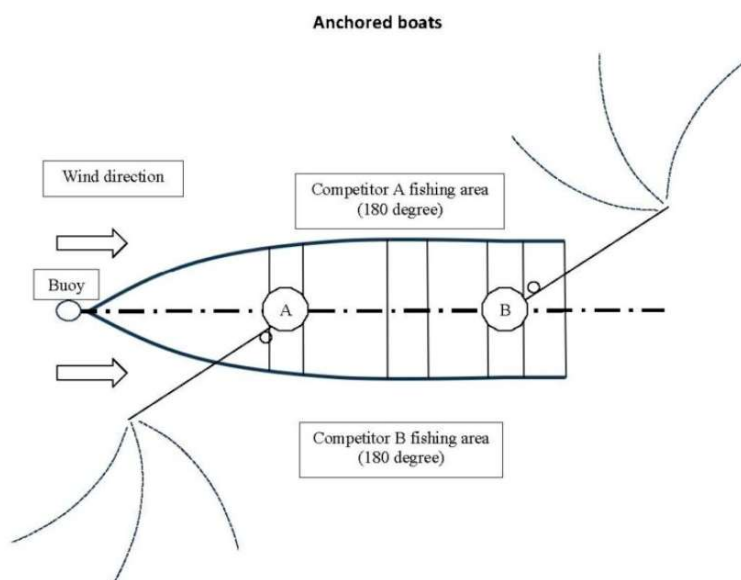 Anchored boats
Wind direction
Competitor A fishing area
(180 degree)
Buoy
A
B
Competitor B fishing area
(180 degree)